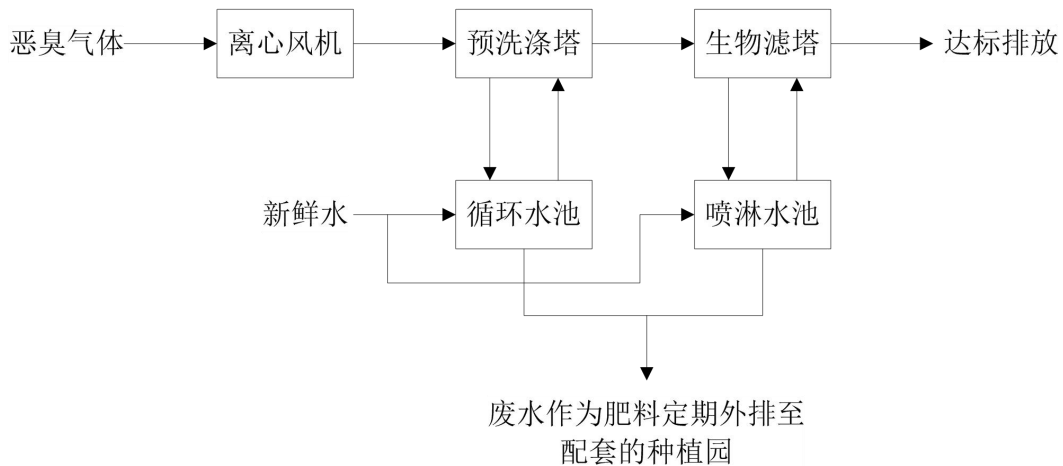 恶臭气体
离心风机
预洗涤塔
生物滤塔
达标排放
新鲜水
循环水池
喷淋水池
废水作为肥料定期外排至
配套的种植园